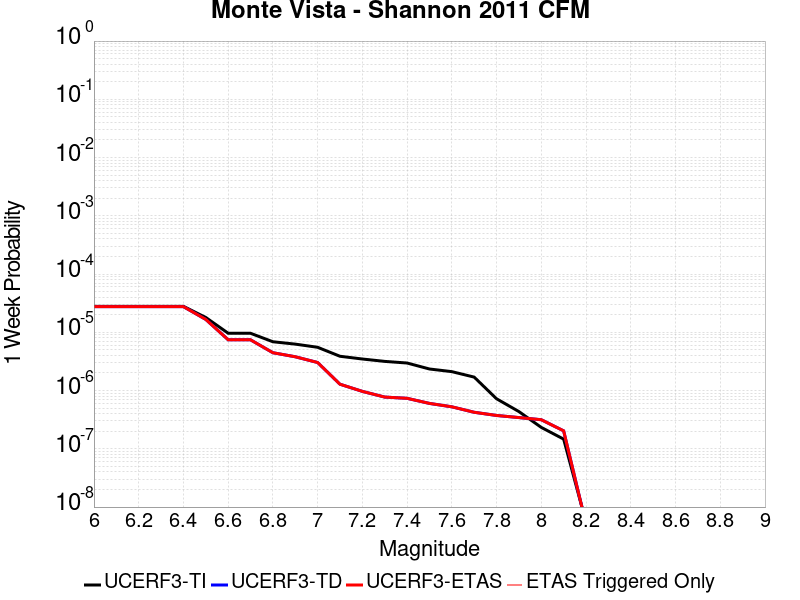 Monte Vista - Shannon 2011 CFM
1 Week Probability
10^0
10^-1
10^-2
10^-3
10^-4
10^-5
10^-6
10^-7
10^-8
6 6.2 6.4 6.6 6.8 7 7.2 7.4 7.6 7.8 8 8.2 8.4 8.6 8.8 9
Magnitude
UCERF3-TI UCERF3-TD UCERF3-ETAS ETAS Triggered Only